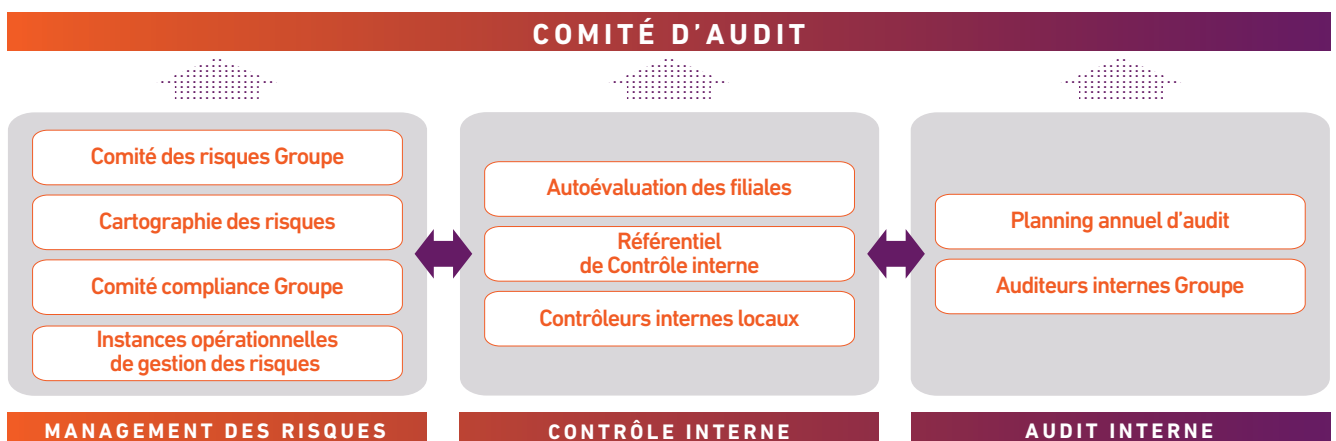 COMITÉ D'AUDIT
Comité des risques Groupe
Cartographie des risques
Comité compliance Groupe
Instances opérationnelles
de gestion des risques
MANAGEMENT DES RISQUES
Autoévaluation des filiales
Référentiel
de Contrôle interne
Contrôleurs internes locaux
CONTRÔLE INTERNE
Planning annuel d'audit
Auditeurs internes Groupe
AUDIT INTERNE